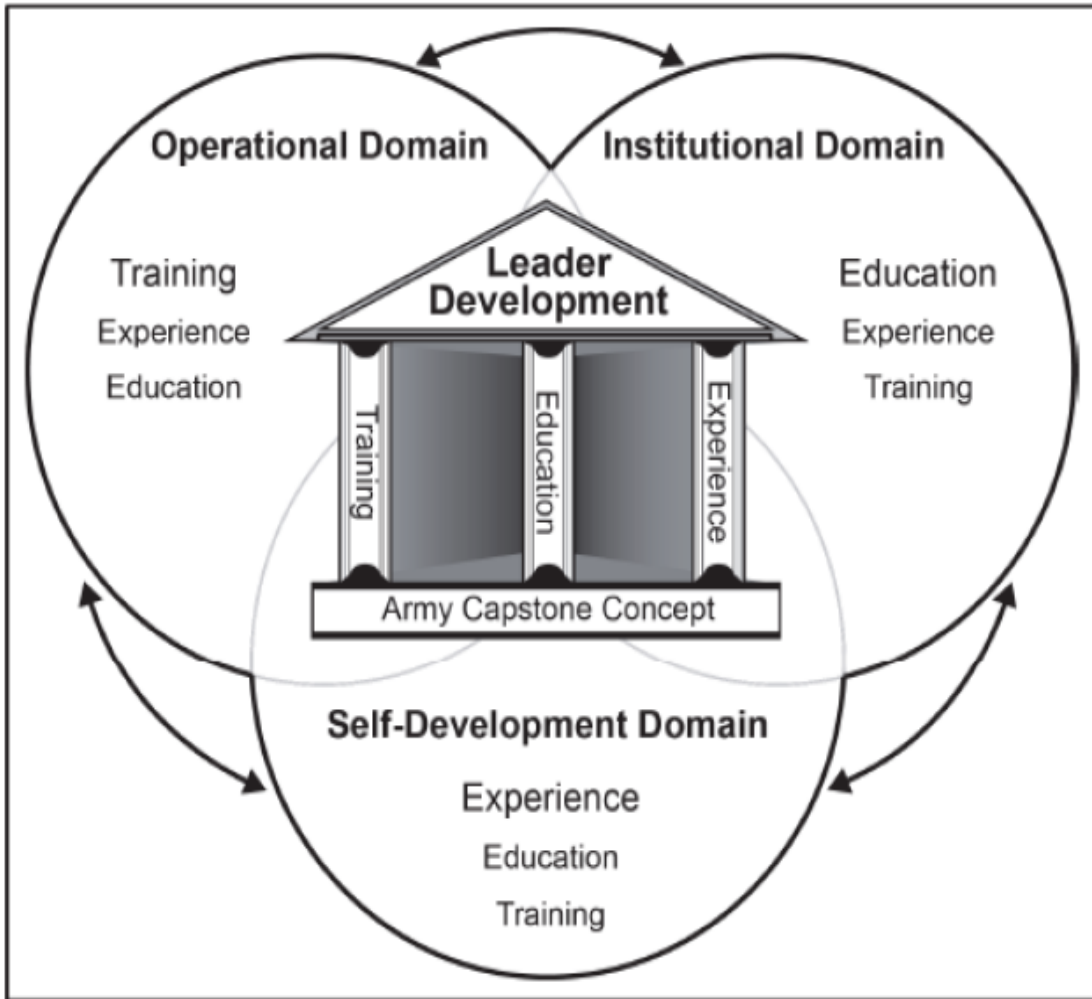 Operational Domain
Institutional Domain
Training
Experience
Education
Education
Experience
Training
Leader
Development
Training
Education
Experience
Army Capstone Concept
Self-Development Domain
Experience
Education
Training